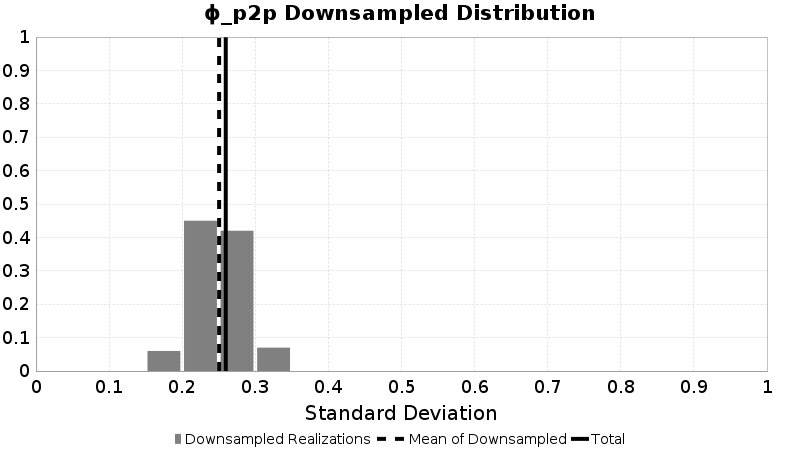 ϕ_p2p Downsampled Distribution
1
0.9
0.8
0.7
0.6
0.5
0.4
0.3
0.2
0.1
0
0 0.1 0.2 0.3 0.4 0.5 0.6 0.7 0.8 0.9 1
Standard Deviation
Downsampled Realizations Mean of Downsampled Total